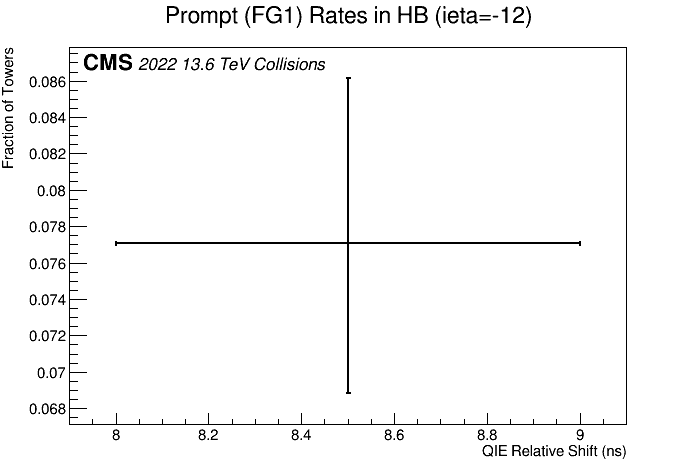 Prompt (FG1) Rates in HB (ieta=-12)
Fraction of Towers
CMS 2022 13.6 TeV Collisions
0.086
0.084
0.082
0.08
0.078
0.076
0.074
0.072
0.07
0.068
8 8.2 8.4 8.6 8.8 9
QIE Relative Shift (ns)